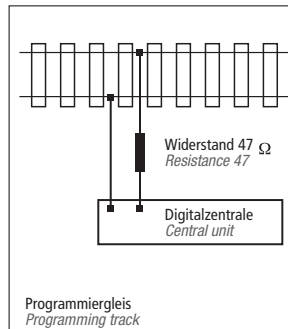 Widerstand 47 Ω
Resistance 47
Digitalzentrale
Central unit
Programmiergleis
Programming track